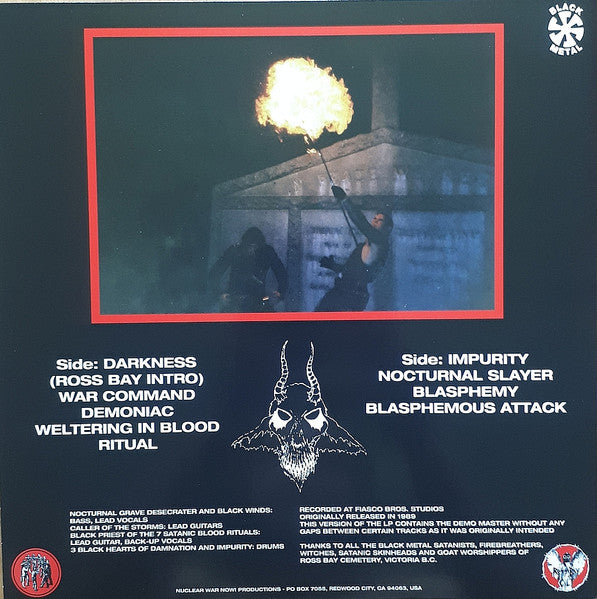 BLACK
METAL
Side: DARKNESS
(ROSS BAY INTRO)
WAR COMMAND
DEMONIAC
WELTERING IN BLOOD
RITUAL
Side: IMPURITY
NOCTURNAL SLAYER
BLASPHEMY
BLASPHEMOUS ATTACK
NOCTURNAL GRAVE DESECRATER AND BLACK WINDS:
BASS, LEAD VOCALS
CALLER OF THE STORMS: LEAD GUITARS
BLACK PRIEST OF THE 7 SATANIC BLOOD RITUALS:
LEAD GUITAR, BACK-UP VOCALS
3 BLACK HEARTS OF DAMNATION AND IMPURITY: DRUMS
RECORDED AT FIASCO BROS. STUDIOS
ORIGINALLY RELEASED IN 1989
THIS VERSION OF THE LP CONTAINS THE DEMO MASTER WITHOUT ANY
GAPS BETWEEN CERTAIN TRACKS AS IT WAS ORIGINALLY INTENDED
THANKS TO ALL THE BLACK METAL SATANISTS, FIREBREATHERS,
WITCHES, SATANIC SKINHEADS AND GOAT WORSHIPPERS OF
ROSS BAY CEMETERY, VICTORIA B.C.
NUCLEAR WAR NOW! PRODUCTIONS - PO BOX 7055, REDWOOD CITY, CA 94063, USA